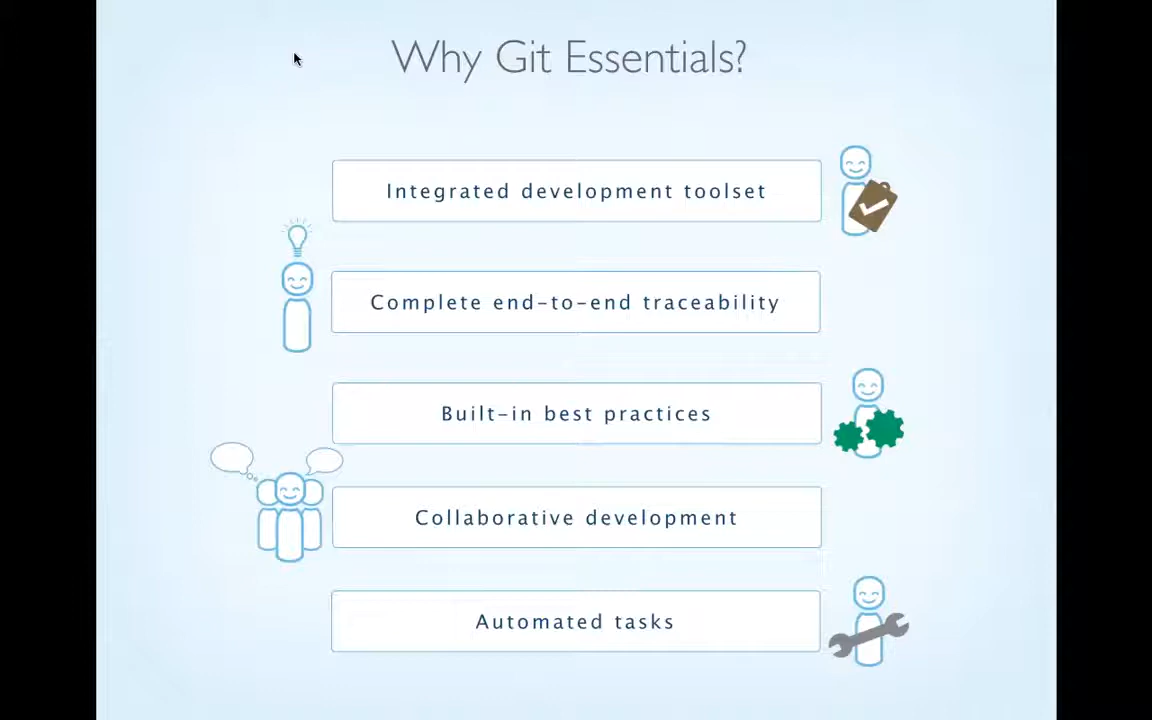 Why Git Essentials?
Integrated development toolset
Complete end-to-end traceability
Built-in best practices
Collaborative development
Automated tasks